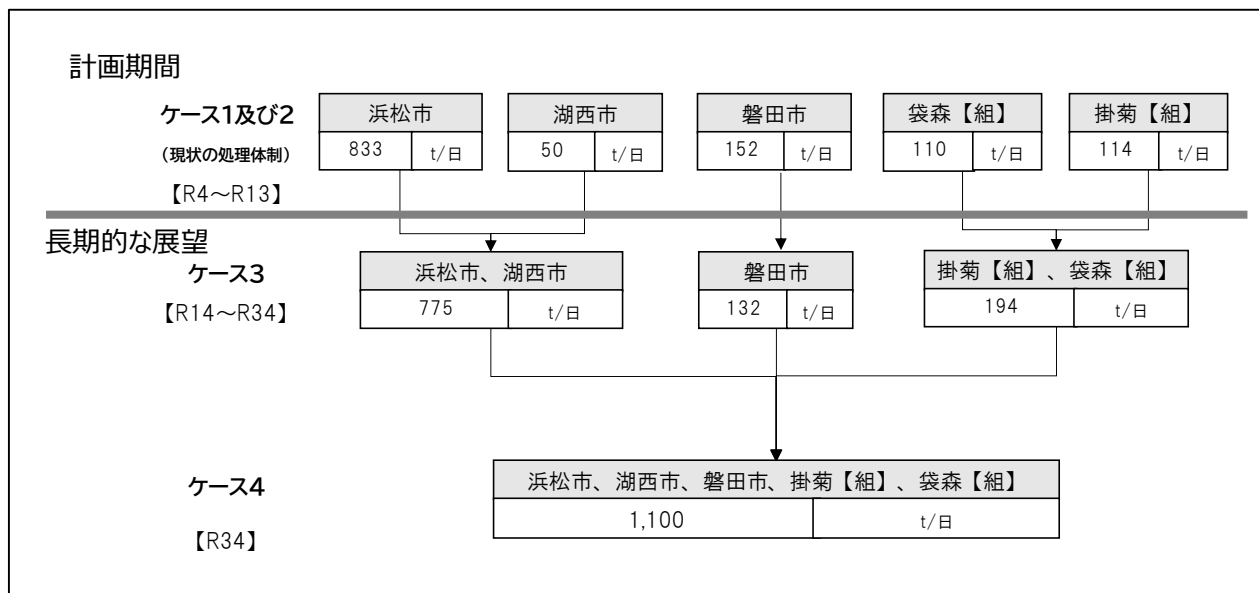 計画期間
ケース1及び2
(現状の処理体制)
【R4~R13】
浜松市
833 t/日
湖西市
50 t/日
磐田市
152 t/日
袋森【組】
110 t/日
掛菊【組】
114 t/日
長期的な展望
ケース3
【R14~R34】
浜松市、湖西市
775 t/日
磐田市
132 t/日
掛菊【組】、袋森【組】
194 t/日
ケース4
【R34】
浜松市、湖西市、磐田市、掛菊【組】、袋森【組】
1,100 t/日